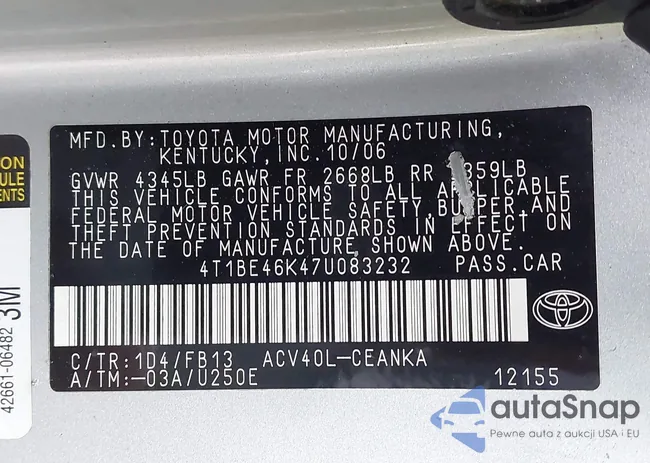 MFD.BY: TOYOTA MOTOR MANUFACTURING,
KENTUCKY, INC. 10/06
GVWR 4345LB GAWR FR 2668LB RR 359LB
THIS VEHICLE CONFORMS TO ALL APPLICABLE
FEDERAL MOTOR VEHICLE SAFETY, BUMPER, AND
THEFT PREVENTION STANDARDS IN EFFECT ON
THE DATE OF MANUFACTURE SHOWN ABOVE.
4T1BE46K47U083232 PASS.CAR
C/TR:1D4/FB13 ACV40L-CEANKA
A/TM:-03A/U250E 12155
42661-06482 3M
autoSnap
Pewne auta z aukcji USA i EU